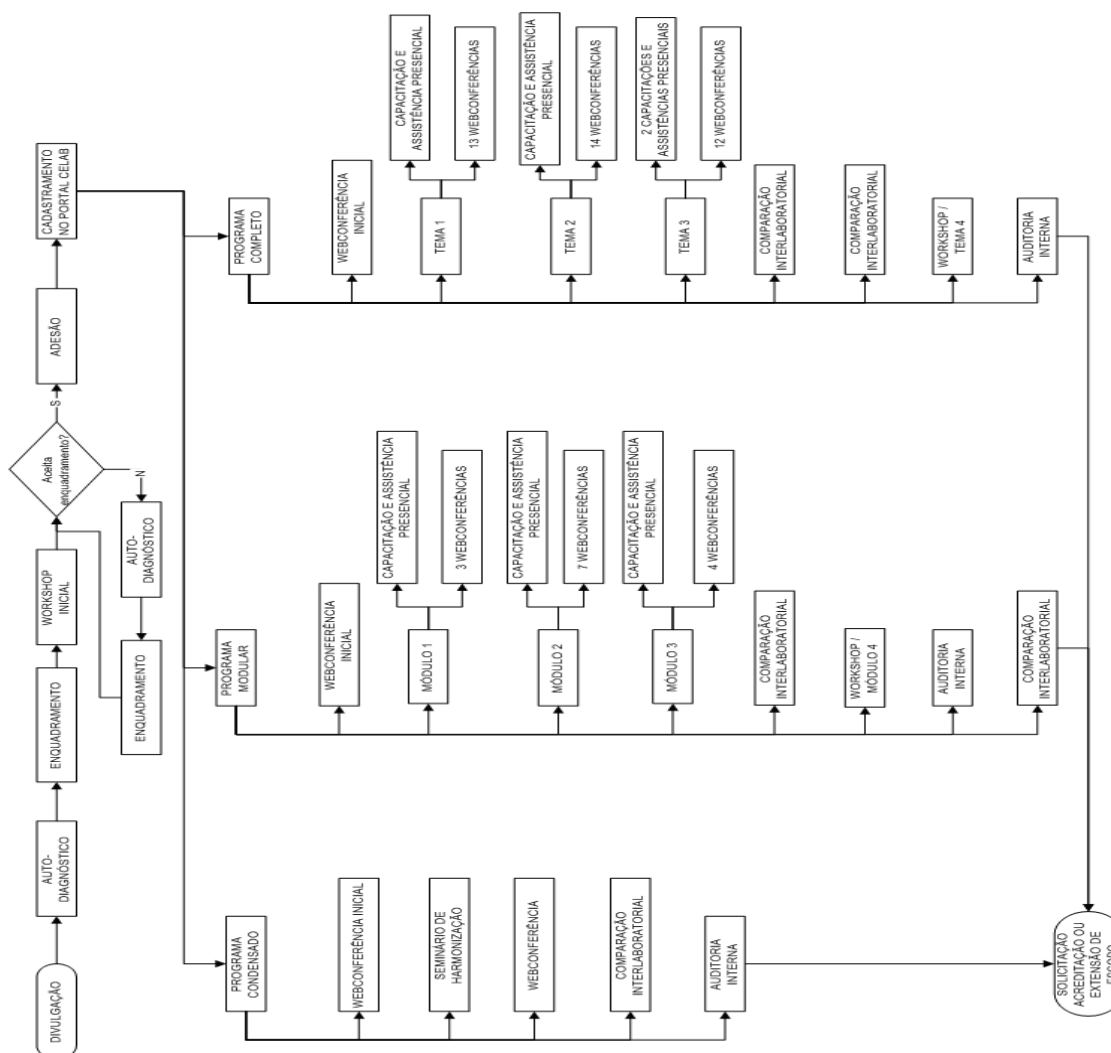 DIVULGAÇÃO
AUTO-
DIAGNÓSTICO
ENQUADRAMENTO
WORKSHOP
INICIAL
Aceita
enquadramento?
S
N
AUTO-
DIAGNÓSTICO
ENQUADRAMENTO
ADESÃO
CADASTRAMENTO
NO PORTAL CELAB
PROGRAMA
CONDENSADO
WEBCONFERÊNCIA INICIAL
SEMINÁRIO DE
HARMONIZAÇÃO
WEBCONFERÊNCIA
COMPARAÇÃO
INTERLABORATORIAL
AUDITORIA
INTERNA
PROGRAMA
MODULAR
WEBCONFERÊNCIA
INICIAL
MÓDULO 1
CAPACITAÇÃO E ASSISTÊNCIA
PRESENCIAL
3 WEBCONFERÊNCIAS
MÓDULO 2
CAPACITAÇÃO E ASSISTÊNCIA
PRESENCIAL
7 WEBCONFERÊNCIAS
MÓDULO 3
CAPACITAÇÃO E ASSISTÊNCIA
PRESENCIAL
4 WEBCONFERÊNCIAS
COMPARAÇÃO
INTERLABORATORIAL
WORKSHOP /
MÓDULO 4
AUDITORIA
INTERNA
COMPARAÇÃO
INTERLABORATORIAL
PROGRAMA
COMPLETO
WEBCONFERÊNCIA
INICIAL
TEMA 1
CAPACITAÇÃO E
ASSISTÊNCIA PRESENCIAL
13 WEBCONFERÊNCIAS
TEMA 2
CAPACITAÇÃO E ASSISTÊNCIA
PRESENCIAL
14 WEBCONFERÊNCIAS
TEMA 3
2 CAPACITAÇÕES E
ASSISTÊNCIAS PRESENCIAIS
12 WEBCONFERÊNCIAS
COMPARAÇÃO
INTERLABORATORIAL
COMPARAÇÃO
INTERLABORATORIAL
WORKSHOP /
TEMA 4
AUDITORIA
INTERNA
SOLICITAÇÃO
ACREDITAÇÃO OU
EXTENSÃO DE